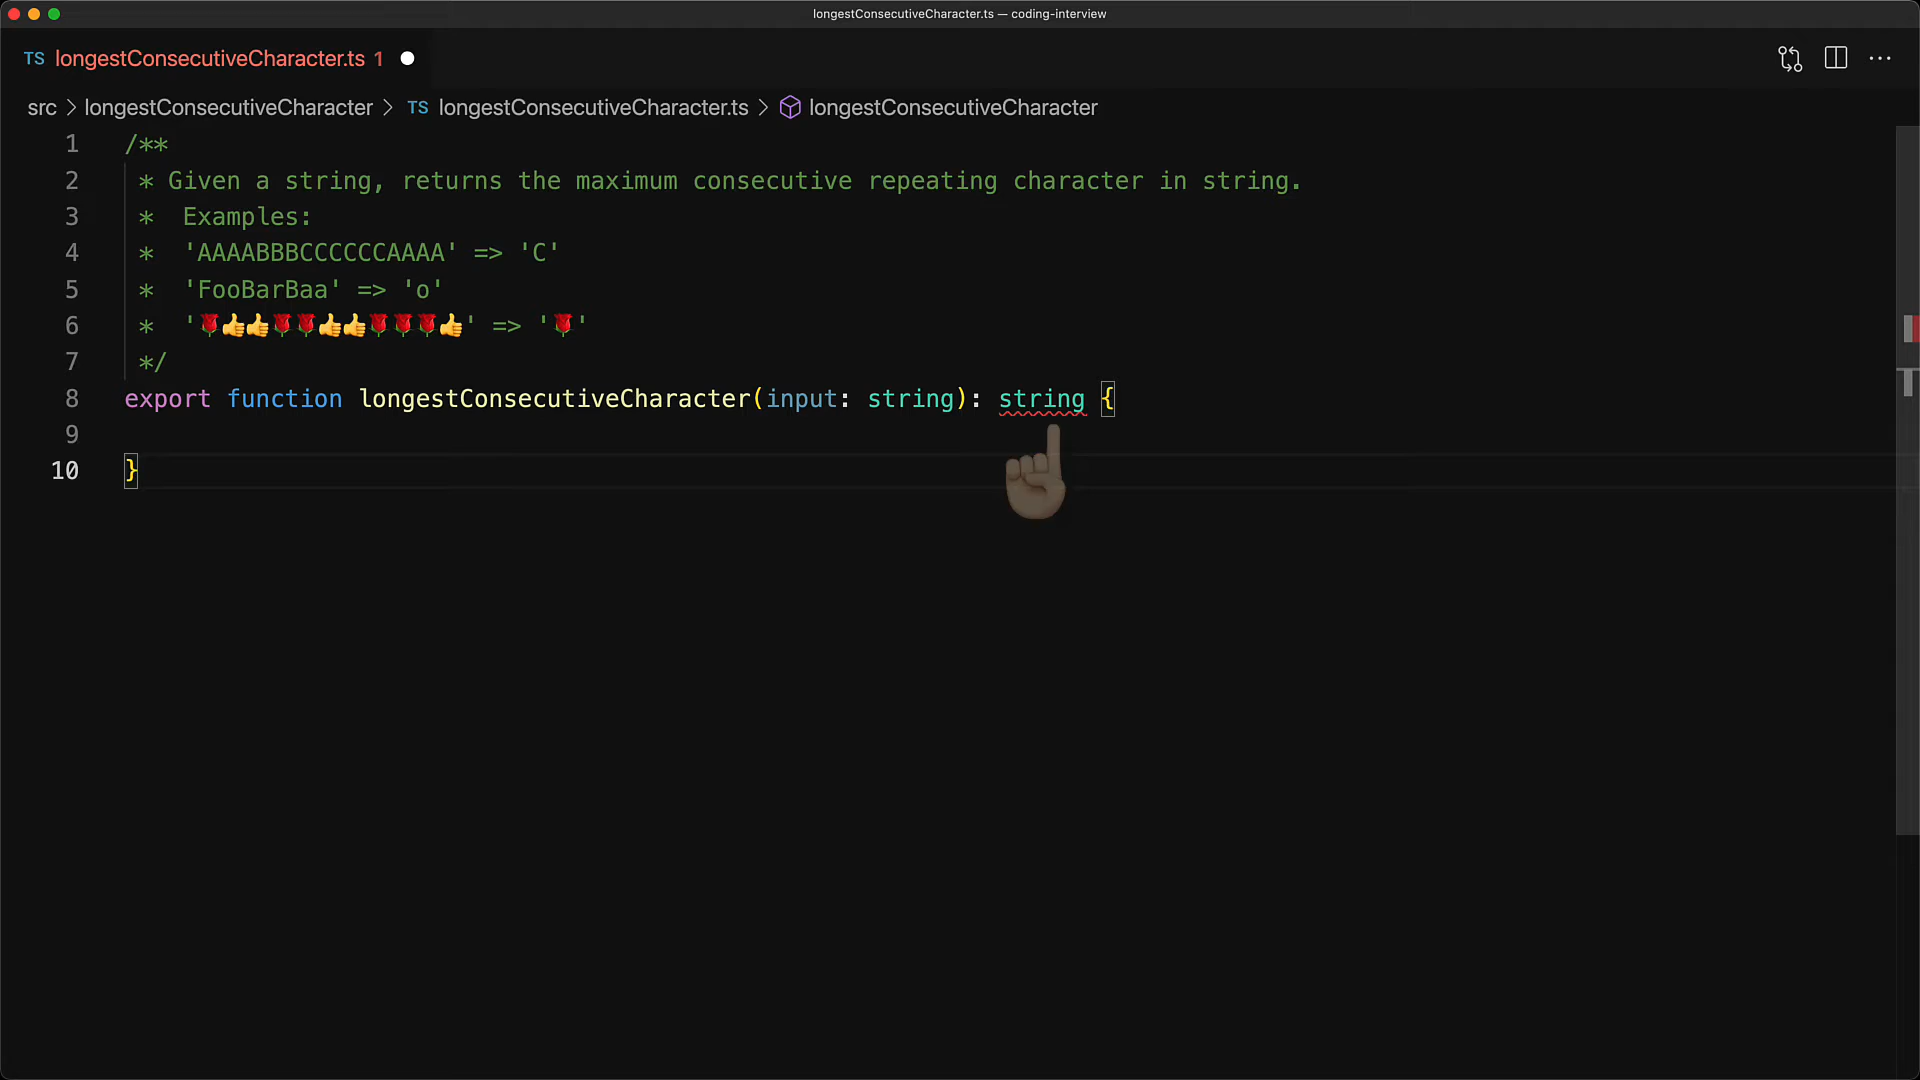 longestConsecutiveCharacter.ts — coding-interview
TS longestConsecutiveCharacter.ts 1
src > longestConsecutiveCharacter > TS longestConsecutiveCharacter.ts > longestConsecutiveCharacter
1 /**
2 * Given a string, returns the maximum consecutive repeating character in string.
3 * Examples:
4 * 'AAAABBBCCCCCCAAAA' => 'C'
5 * 'FooBarBaa' => 'o'
6 * '🌹👍👍🌹🌹👍👍🌹🌹🌹👍' => '🌹'
7 */
8 export function longestConsecutiveCharacter(input: string): string {
9
10 }